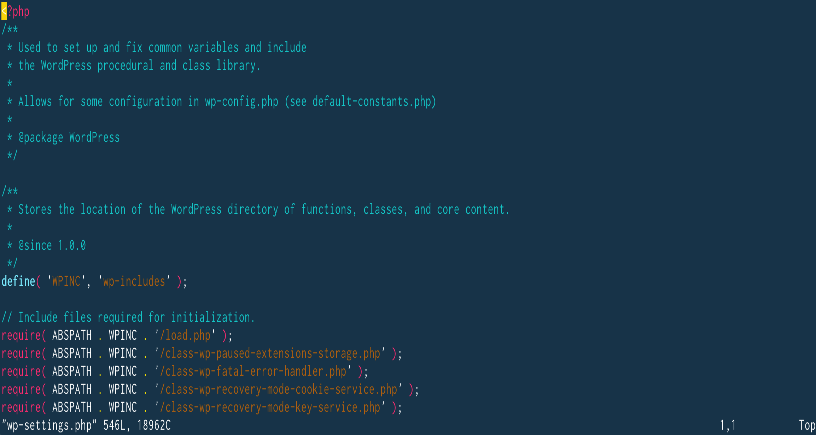 <?php
/**
 * Used to set up and fix common variables and include
 * the WordPress procedural and class library.
 *
 * Allows for some configuration in wp-config.php (see default-constants.php)
 *
 * @package WordPress
 */

/**
 * Stores the location of the WordPress directory of functions, classes, and core content.
 *
 * @since 1.0.0
 */
define( 'WPINC', 'wp-includes' );

// Include files required for initialization.
require( ABSPATH . WPINC . '/load.php' );
require( ABSPATH . WPINC . '/class-wp-paused-extensions-storage.php' );
require( ABSPATH . WPINC . '/class-wp-fatal-error-handler.php' );
require( ABSPATH . WPINC . '/class-wp-recovery-mode-cookie-service.php' );
require( ABSPATH . WPINC . '/class-wp-recovery-mode-key-service.php' );
"wp-settings.php" 546L, 18962C 1,1 Top